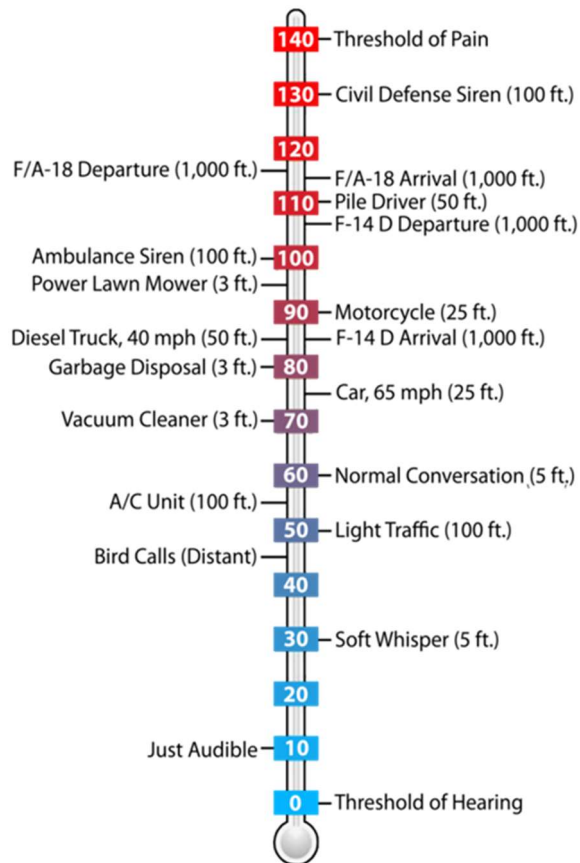 140 Threshold of Pain
130 Civil Defense Siren (100 ft.)
120
F/A-18 Departure (1,000 ft.)
F/A-18 Arrival (1,000 ft.)
110 Pile Driver (50 ft.)
F-14 D Departure (1,000 ft.)
Ambulance Siren (100 ft.) 100
Power Lawn Mower (3 ft.)
90 Motorcycle (25 ft.)
Diesel Truck, 40 mph (50 ft.) F-14 D Arrival (1,000 ft.)
Garbage Disposal (3 ft.) 80
Car, 65 mph (25 ft.)
Vacuum Cleaner (3 ft.) 70
60 Normal Conversation (5 ft.)
A/C Unit (100 ft.)
50 Light Traffic (100 ft.)
Bird Calls (Distant)
40
30 Soft Whisper (5 ft.)
20
Just Audible 10
0 Threshold of Hearing